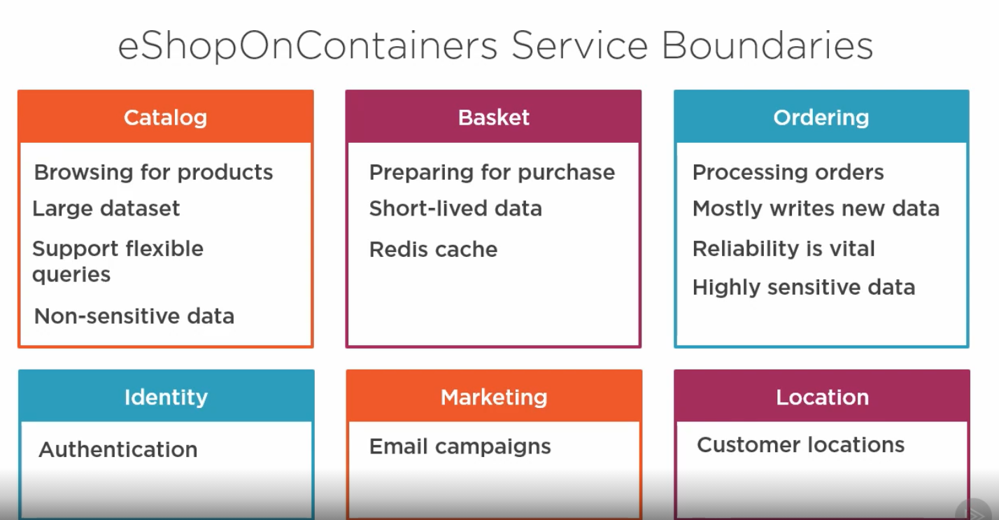 eShopOnContainers Service Boundaries
Catalog
Browsing for products
Large dataset
Support flexible
queries
Non-sensitive data
Basket
Preparing for purchase
Short-lived data
Redis cache
Ordering
Processing orders
Mostly writes new data
Reliability is vital
Highly sensitive data
Identity
Authentication
Marketing
Email campaigns
Location
Customer locations